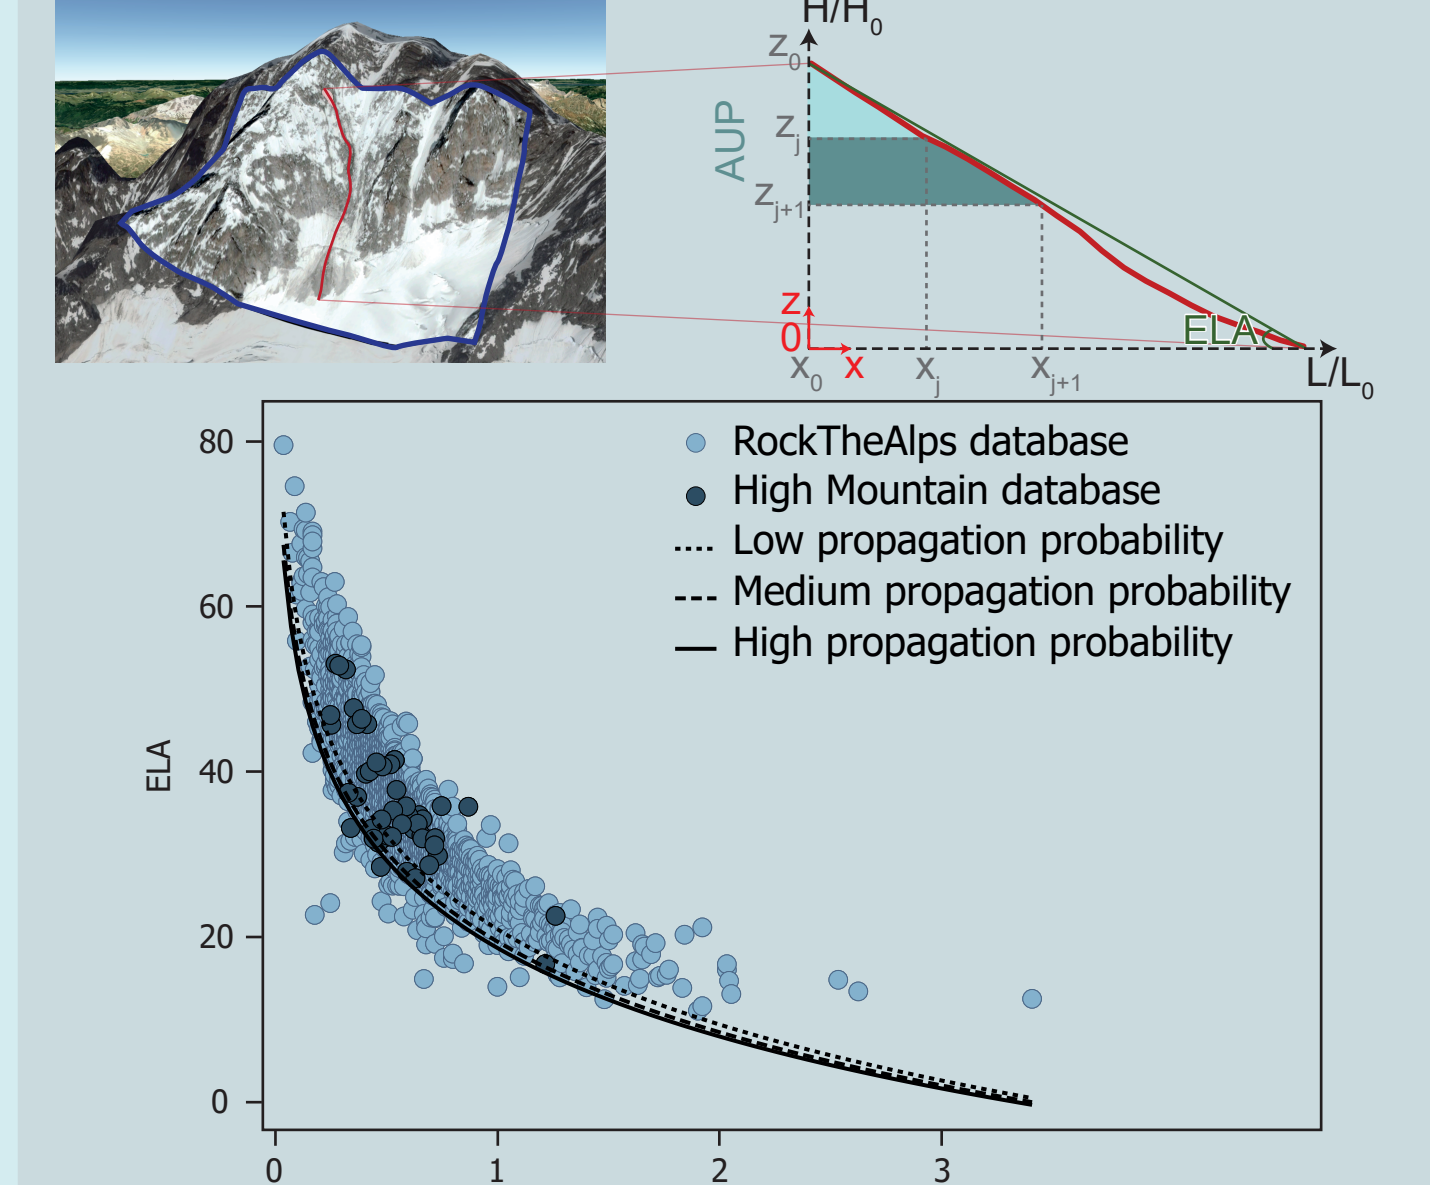 H/H0
z0
AUP
zj
zj+1
z
0
ELA
x0
x
xj
xj+1
L/L0
80
RockTheAlps database
High Mountain database
Low propagation probability
60
Medium propagation probability
High propagation probability
ELA
40
20
0
0 1 2 3